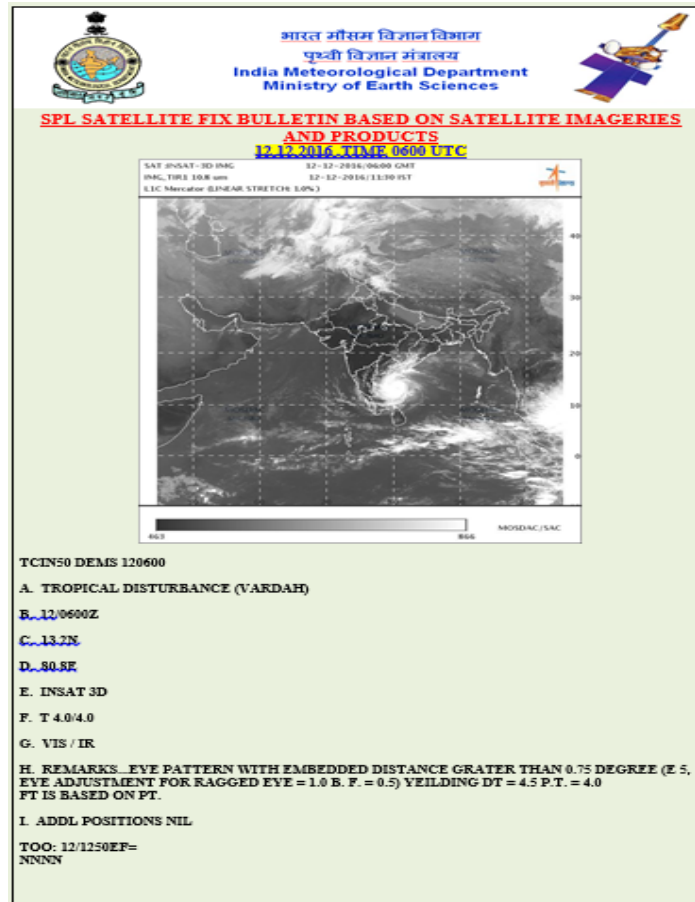 भारत मौसम विज्ञान विभाग
पृथ्वी विज्ञान मंत्रालय
India Meteorological Department
Ministry of Earth Sciences
SPL SATELLITE FIX BULLETIN BASED ON SATELLITE IMAGERIES
AND PRODUCTS
12.12.2016 TIME 0600 UTC
SAT :INSAT-3D IMG 12-12-2016/06:00 GMT
IMG_TIR1 10.8 um 12-12-2016/11:30 IST
L1C Mercator (LINEAR STRETCH: 1.0%)
40
30
20
10
0
463 866 MOSDAC/SAC
TCIN50 DEMS 120600
A. TROPICAL DISTURBANCE (VARDAH)
B. 12/0600Z
C. 13.2N
D. 80.8E
E. INSAT 3D
F. T 4.0/4.0
G. VIS / IR
H. REMARKS...EYE PATTERN WITH EMBEDDED DISTANCE GRATER THAN 0.75 DEGREE (E 5,
EYE ADJUSTMENT FOR RAGGED EYE = 1.0 B. F. = 0.5) YEILDING DT = 4.5 P.T. = 4.0
FT IS BASED ON PT.
I. ADDL POSITIONS NIL
TOO: 12/1250EF=
NNNN